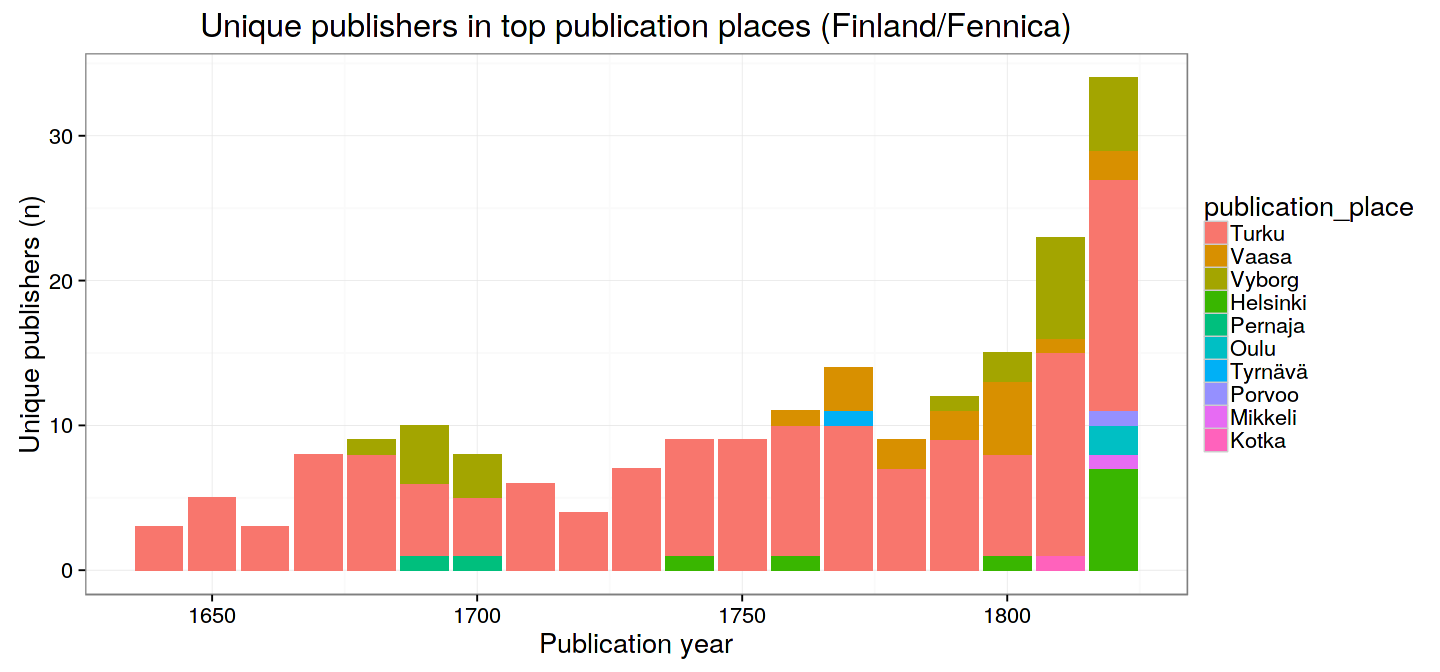 Unique publishers in top publication places (Finland/Fennica)
Unique publishers (n)
30
20
10
0
1650
1700
1750
1800
Publication year
publication_place
Turku
Vaasa
Vyborg
Helsinki
Pernaja
Oulu
Tyrnävä
Porvoo
Mikkeli
Kotka